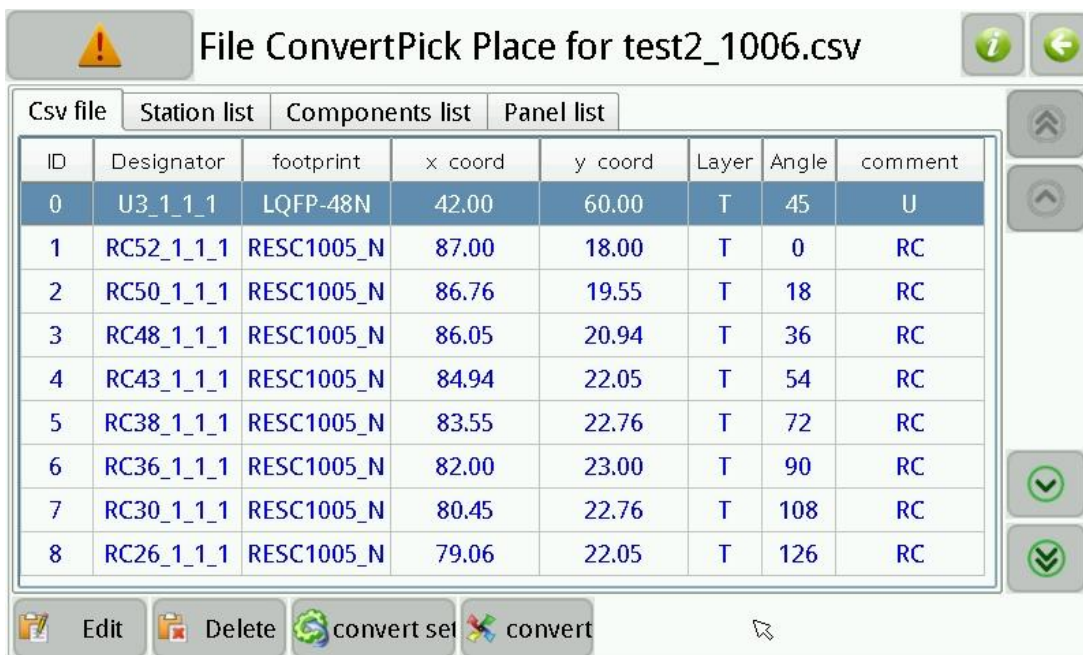 File ConvertPick Place for test2_1006.csv
Csv file Station list Components list Panel list
ID Designator footprint x coord y coord Layer Angle comment
0 U3_1_1_1 LQFP-48N 42.00 60.00 T 45 U
1 RC52_1_1_1 RESC1005_N 87.00 18.00 T 0 RC
2 RC50_1_1_1 RESC1005_N 86.76 19.55 T 18 RC
3 RC48_1_1_1 RESC1005_N 86.05 20.94 T 36 RC
4 RC43_1_1_1 RESC1005_N 84.94 22.05 T 54 RC
5 RC38_1_1_1 RESC1005_N 83.55 22.76 T 72 RC
6 RC36_1_1_1 RESC1005_N 82.00 23.00 T 90 RC
7 RC30_1_1_1 RESC1005_N 80.45 22.76 T 108 RC
8 RC26_1_1_1 RESC1005_N 79.06 22.05 T 126 RC
Edit Delete convert set convert